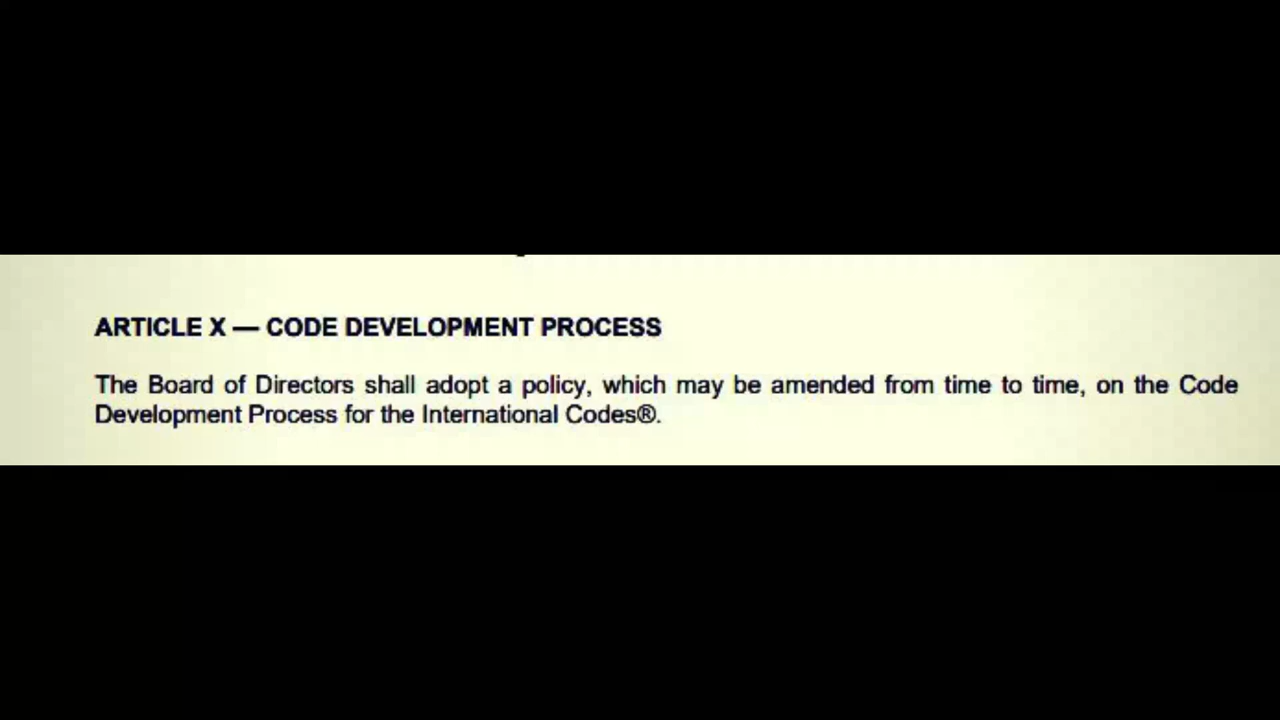 ARTICLE X — CODE DEVELOPMENT PROCESS
The Board of Directors shall adopt a policy, which may be amended from time to time, on the Code
Development Process for the International Codes®.